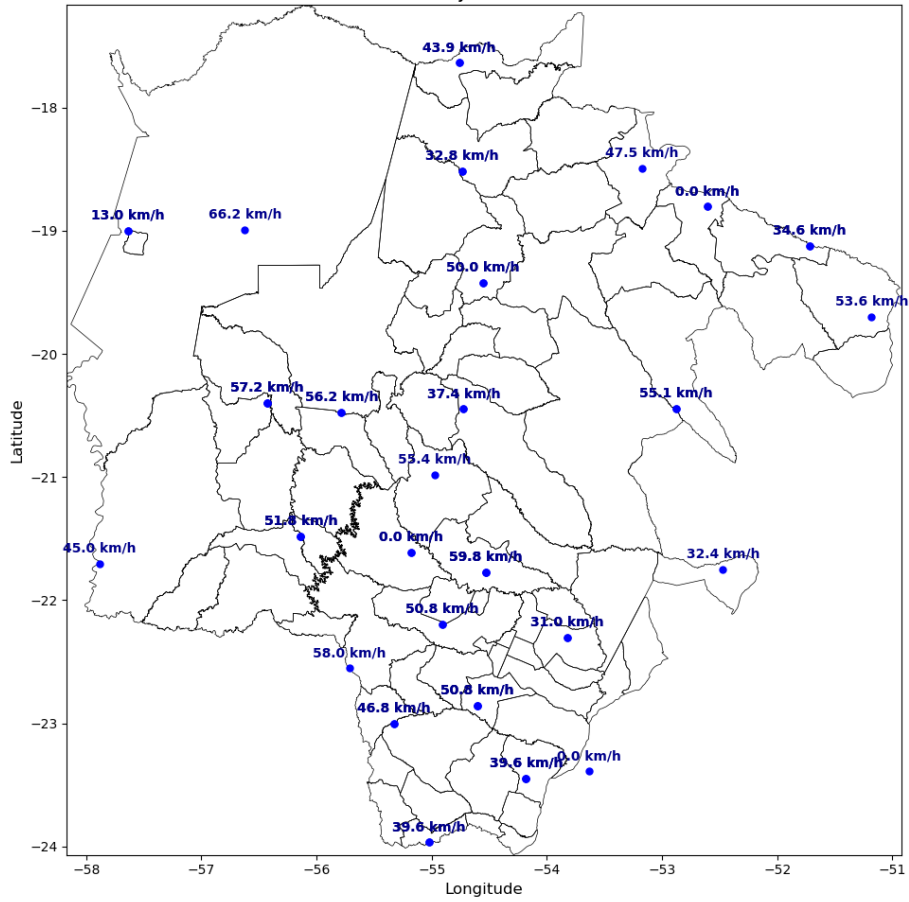 43.9 km/h
32.8 km/h
47.5 km/h
0.0 km/h
13.0 km/h
66.2 km/h
34.6 km/h
50.0 km/h
53.6 km/h
57.2 km/h
56.2 km/h
37.4 km/h
55.1 km/h
55.4 km/h
51.8 km/h
0.0 km/h
45.0 km/h
59.8 km/h
32.4 km/h
50.8 km/h
31.0 km/h
58.0 km/h
50.8 km/h
46.8 km/h
39.6 km/h
0.0 km/h
39.6 km/h
−18
−19
−20
−21
−22
−23
−24
Latitude
−58 −57 −56 −55 −54 −53 −52 −51
Longitude